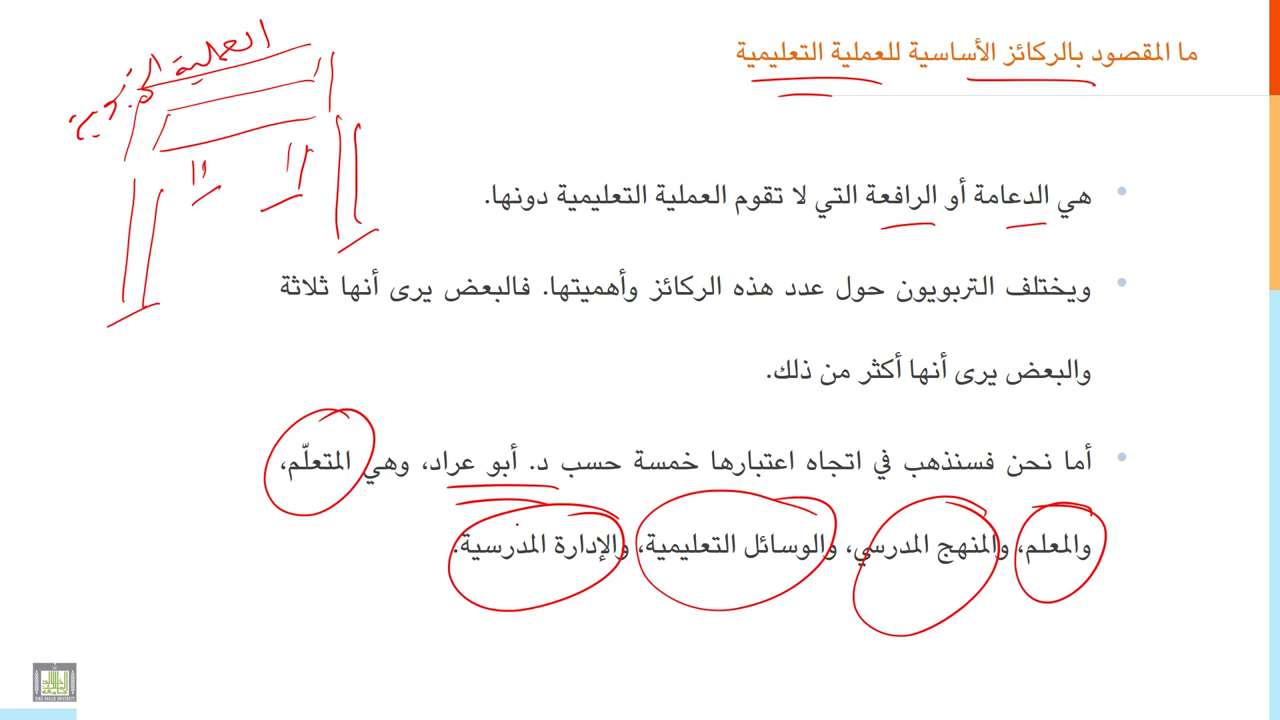 ما المقصود بالركائز الأساسية للعملية التعليمية
العملية التربوية
هي الدعامة أو الرافعة التي لا تقوم العملية التعليمية دونها.
ويختلف التربويون حول عدد هذه الركائز وأهميتها. فالبعض يرى أنها ثلاثة
والبعض يرى أنها أكثر من ذلك.
أما نحن فسنذهب في اتجاه اعتبارها خمسة حسب د. أبو عراد، وهي المتعلّم،
والمعلم، والمنهج المدرسي، والوسائل التعليمية، والإدارة المدرسية.